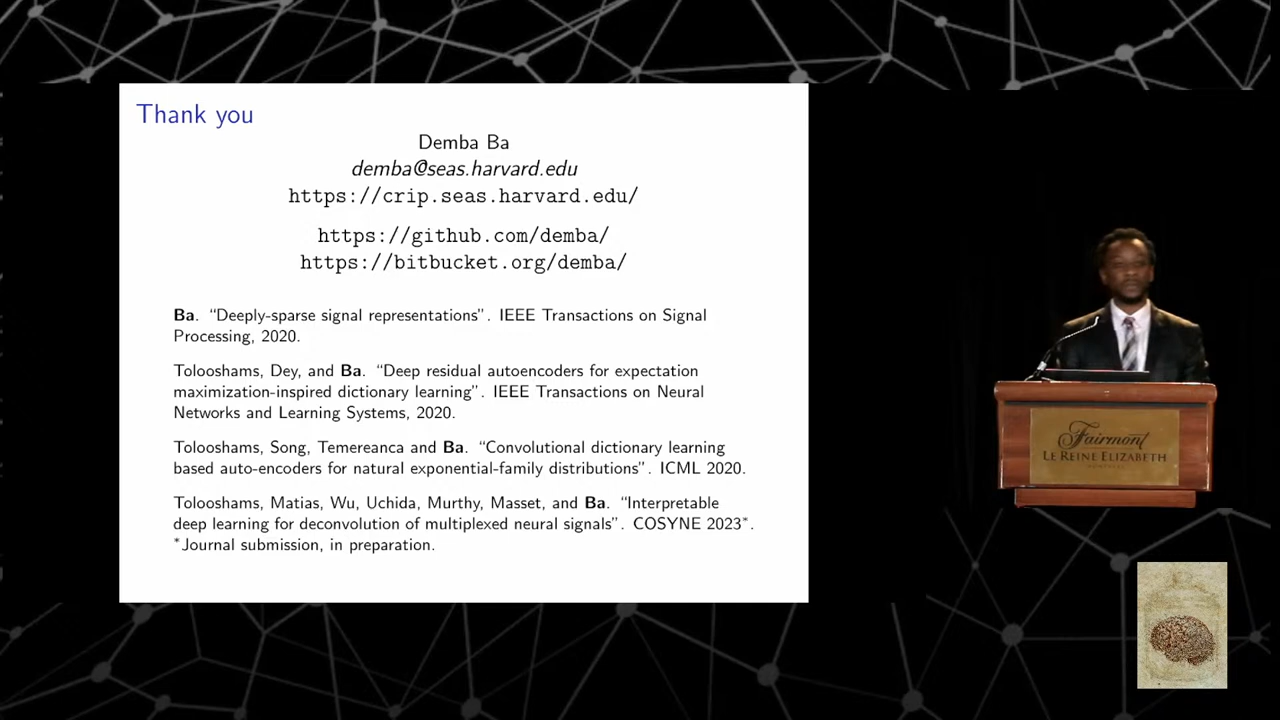 Thank you
Demba Ba
demba@seas.harvard.edu
https://crip.seas.harvard.edu/
https://github.com/demba/
https://bitbucket.org/demba/
Ba. “Deeply-sparse signal representations”. IEEE Transactions on Signal
Processing, 2020.
Tolooshams, Dey, and Ba. “Deep residual autoencoders for expectation
maximization-inspired dictionary learning”. IEEE Transactions on Neural
Networks and Learning Systems, 2020.
Tolooshams, Song, Temereanca and Ba. “Convolutional dictionary learning
based auto-encoders for natural exponential-family distributions”. ICML 2020.
Tolooshams, Matias, Wu, Uchida, Murthy, Masset, and Ba. “Interpretable
deep learning for deconvolution of multiplexed neural signals”. COSYNE 2023*.
*Journal submission, in preparation.
Fairmont
LE REINE ELIZABETH